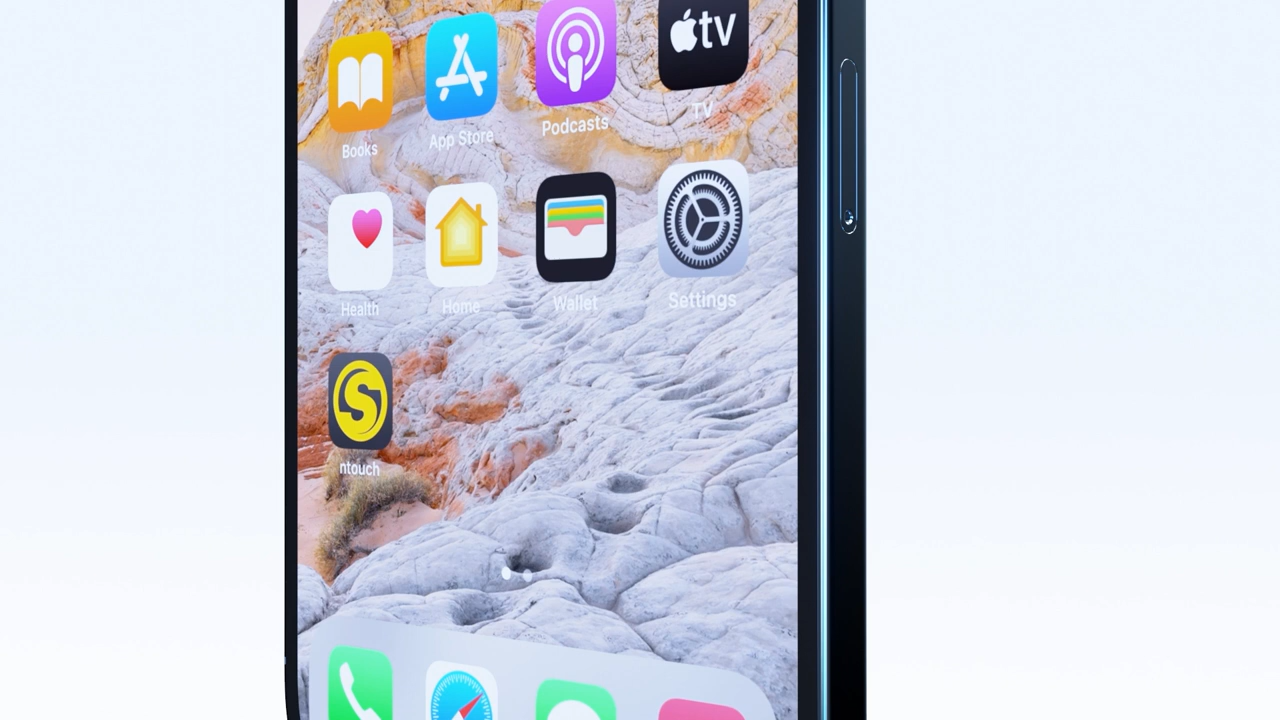 tv
Books
App Store
Podcasts
TV
Health
Home
Wallet
Settings
S
ntouch